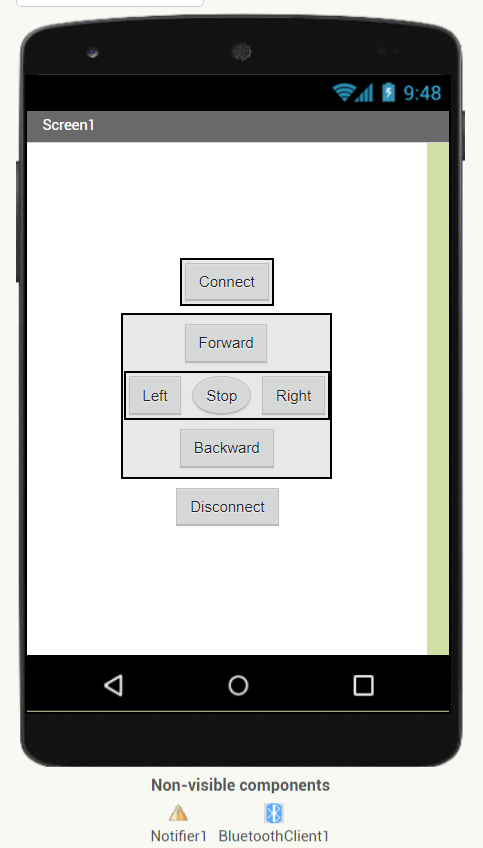 9:48
Screen1
Connect
Forward
Left Stop Right
Backward
Disconnect
Non-visible components
Notifier1 BluetoothClient1